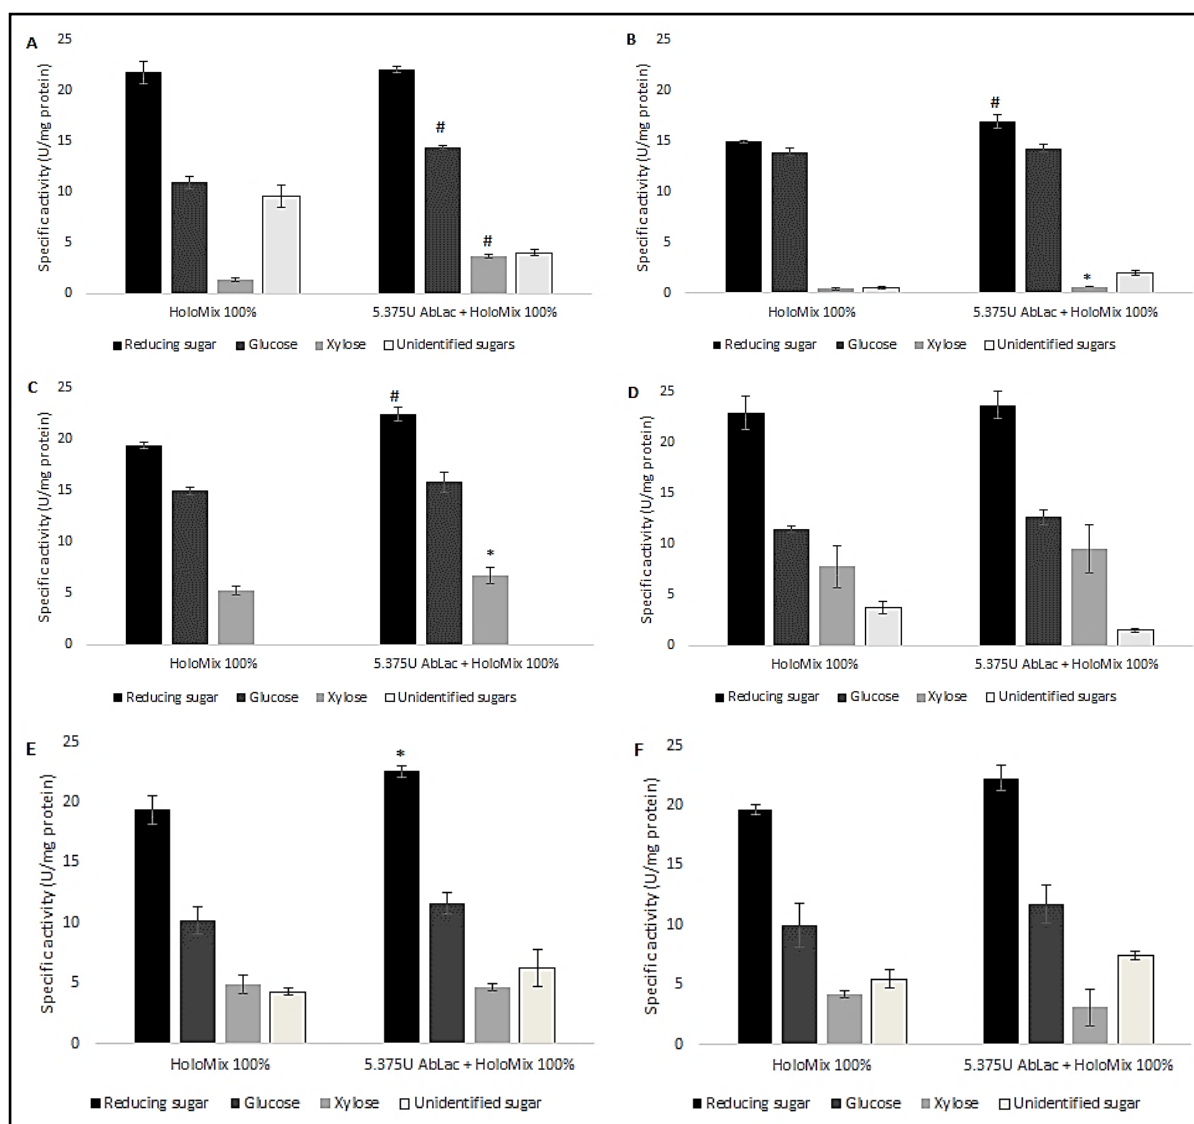 A
Specific activity (U/mg protein)
25
20
15
10
5
0
#
#
HoloMix 100%
5.375U AbLac + HoloMix 100%
Reducing sugar Glucose Xylose Unidentified sugars
B
Specific activity (U/mg protein)
25
20
15
10
5
0
#
*
HoloMix 100%
5.375U AbLac + HoloMix 100%
Reducing sugar Glucose Xylose Unidentified sugars
C
Specific activity (U/mg protein)
25
20
15
10
5
0
#
*
HoloMix 100%
5.375U AbLac + HoloMix 100%
Reducing sugar Glucose Xylose Unidentified sugars
D
Specific activity (U/mg protein)
25
20
15
10
5
0
HoloMix 100%
5.375U AbLac + HoloMix 100%
Reducing sugar Glucose Xylose Unidentified sugars
E
Specific activity (U/mg protein)
25
20
15
10
5
0
*
HoloMix 100%
5.375U AbLac + HoloMix 100%
Reducing sugar Glucose Xylose Unidentified sugar
F
Specific activity (U/mg protein)
25
20
15
10
5
0
HoloMix 100%
5.375U AbLac + HoloMix 100%
Reducing sugar Glucose Xylose Unidentified sugar